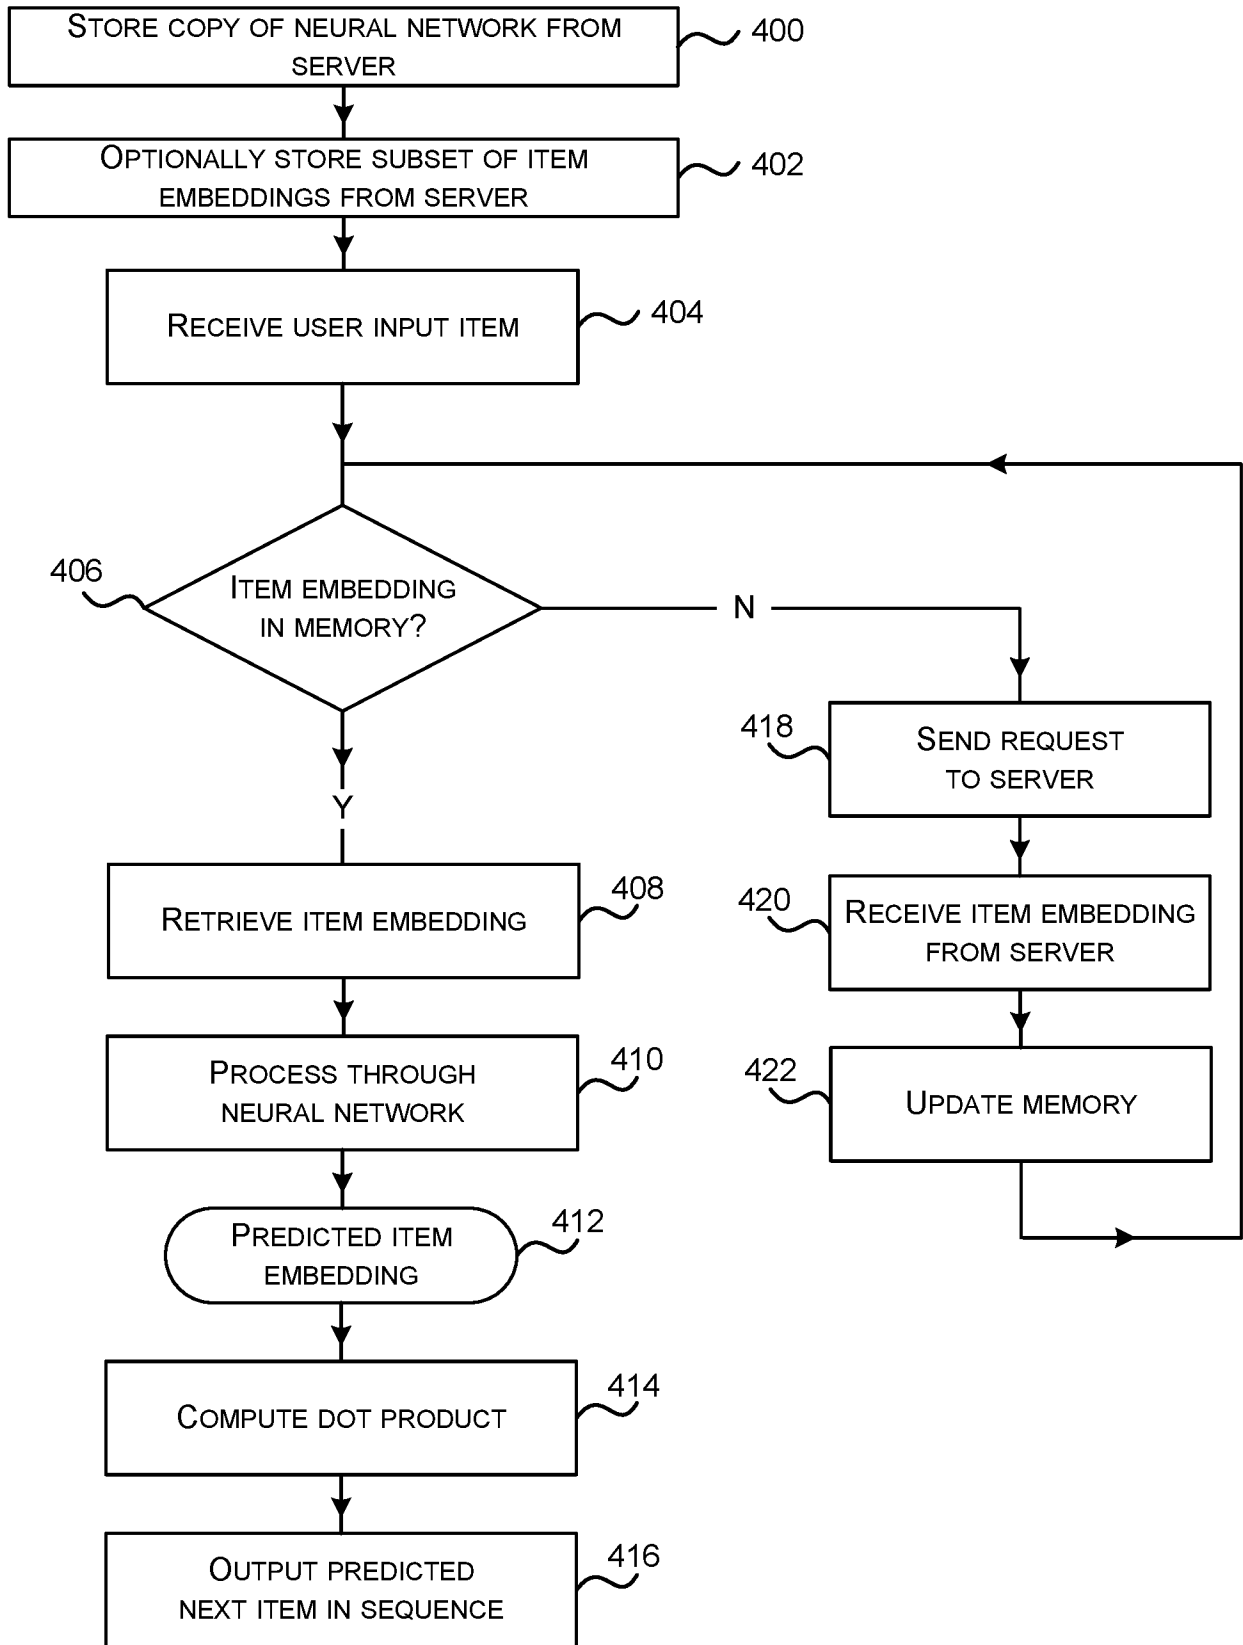 STORE COPY OF NEURAL NETWORK FROM
SERVER
400
OPTIONALLY STORE SUBSET OF ITEM
EMBEDDINGS FROM SERVER
402
RECEIVE USER INPUT ITEM
404
406
ITEM EMBEDDING
IN MEMORY?
N
Y
418
SEND REQUEST
TO SERVER
408
RETRIEVE ITEM EMBEDDING
420
RECEIVE ITEM EMBEDDING
FROM SERVER
410
PROCESS THROUGH
NEURAL NETWORK
422
UPDATE MEMORY
412
PREDICTED ITEM
EMBEDDING
414
COMPUTE DOT PRODUCT
416
OUTPUT PREDICTED
NEXT ITEM IN SEQUENCE